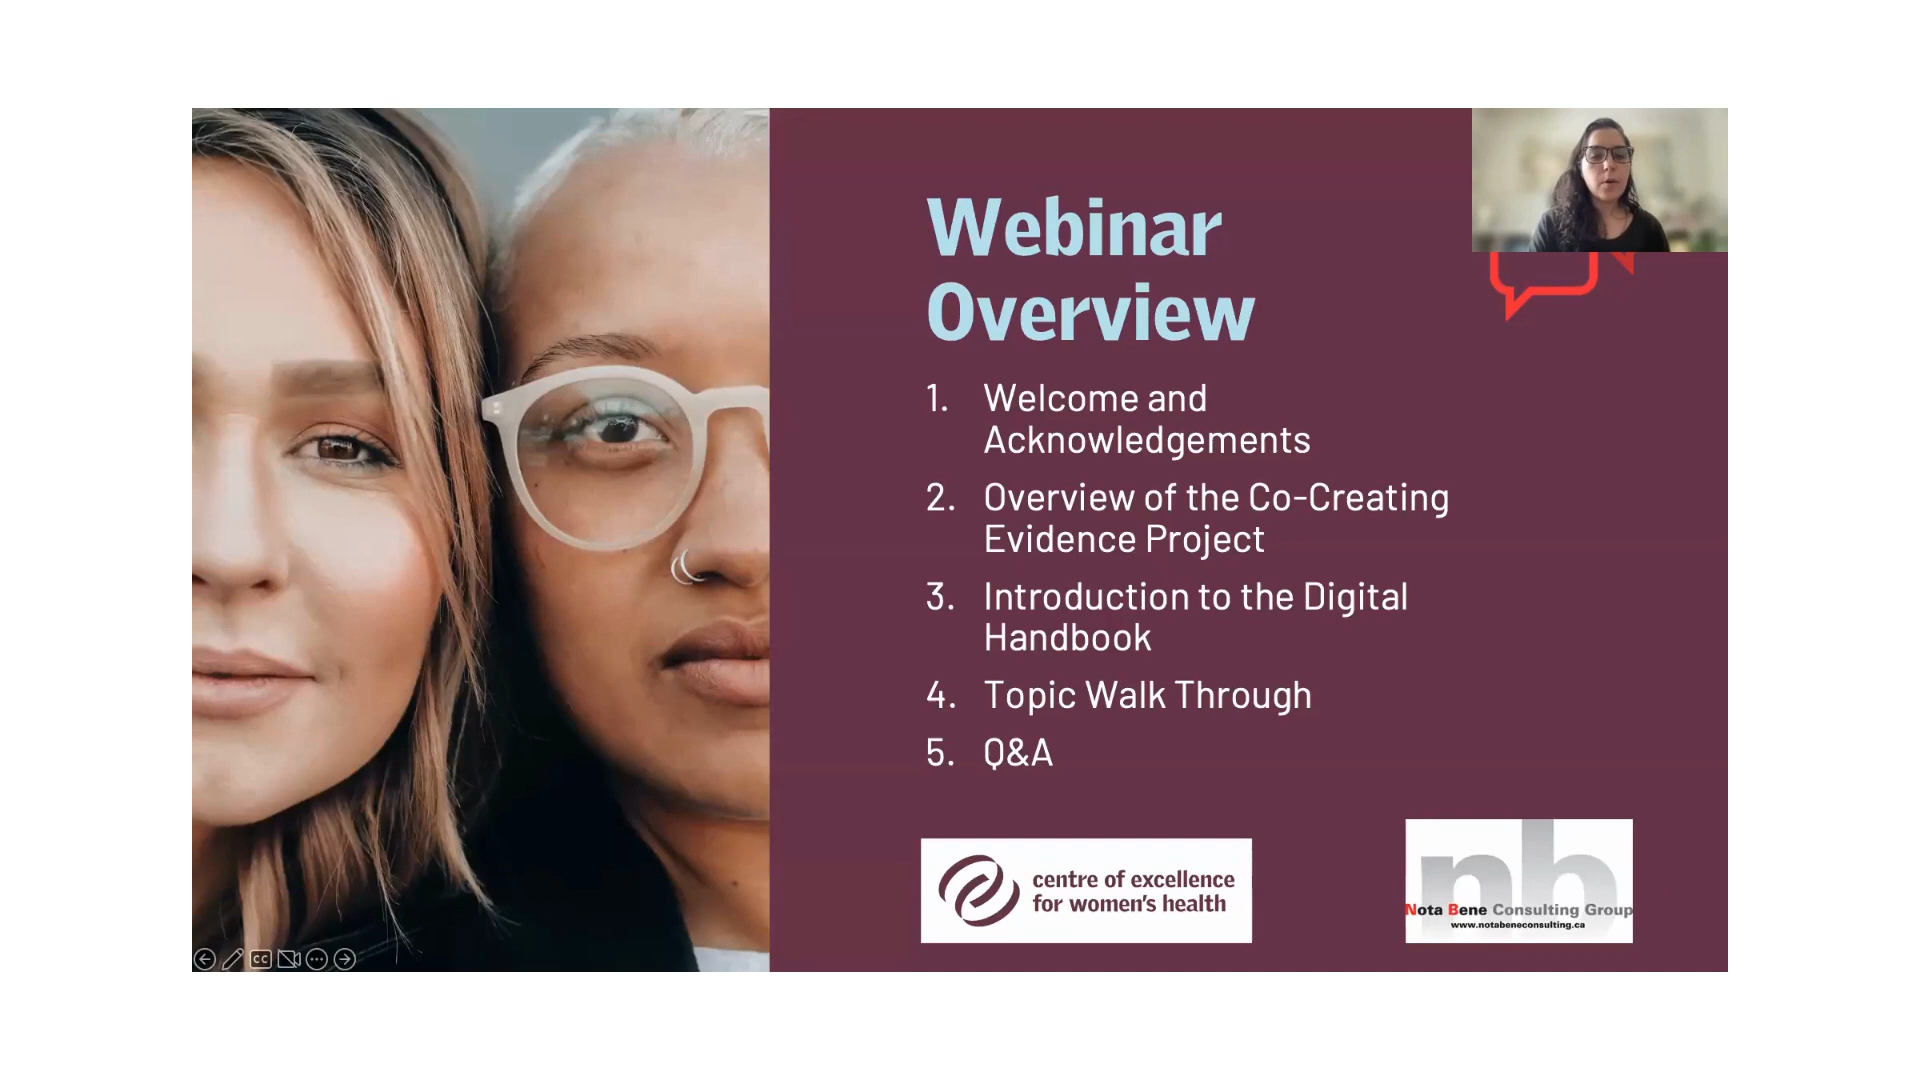 Webinar
Overview
1. Welcome and
Acknowledgements
2. Overview of the Co-Creating
Evidence Project
3. Introduction to the Digital
Handbook
4. Topic Walk Through
5. Q&A
centre of excellence
for women's health
nb
Nota Bene Consulting Group
www.notabeneconsulting.ca
CC